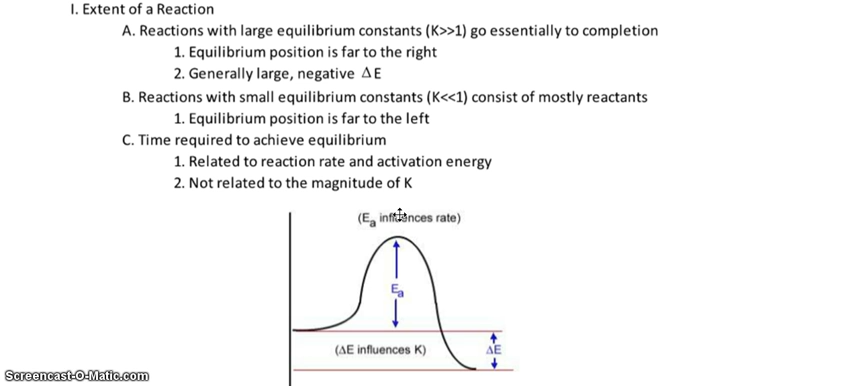 I. Extent of a Reaction
A. Reactions with large equilibrium constants (K>>1) go essentially to completion
1. Equilibrium position is far to the right
2. Generally large, negative ΔE
B. Reactions with small equilibrium constants (K<<1) consist of mostly reactants
1. Equilibrium position is far to the left
C. Time required to achieve equilibrium
1. Related to reaction rate and activation energy
2. Not related to the magnitude of K
(Ea influences rate)
Ea
(ΔE influences K)
ΔE
Screencast-O-Matic.com